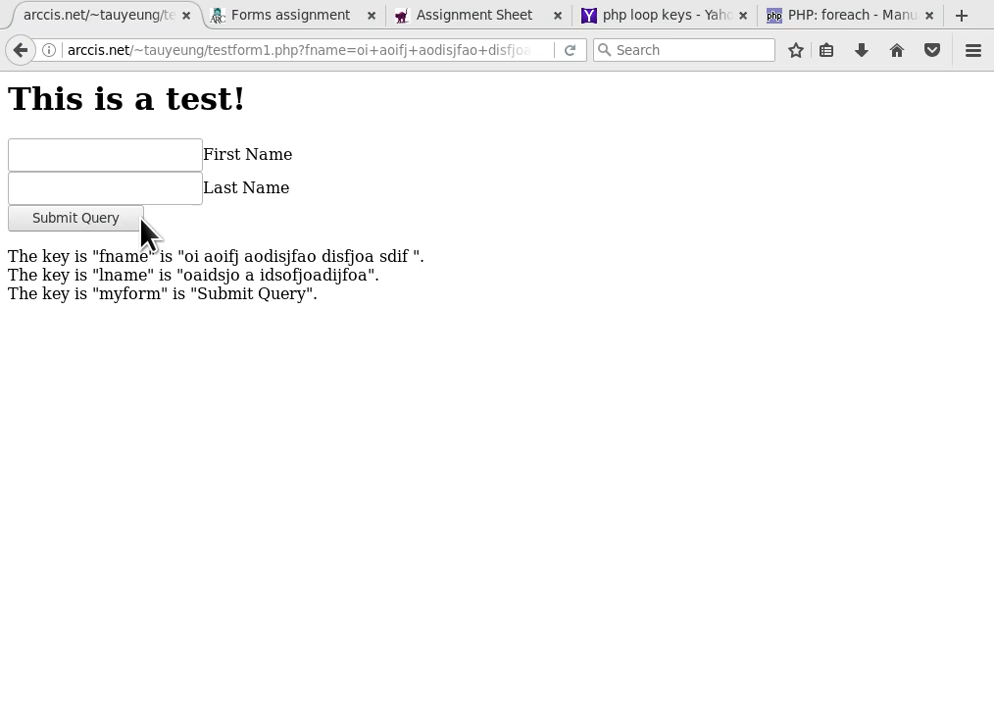 arccis.net/~tauyeung/te
Forms assignment
Assignment Sheet
php loop keys - Yaho
php
PHP: foreach - Manu
arccis.net/~tauyeung/testform1.php?fname=oi+aoifj+aodisjfao+disfjoa
Search
This is a test!
First Name
Last Name
Submit Query
The key is "fname" is "oi aoifj aodisjfao disfjoa sdif ".
The key is "lname" is "oaidsjo a idsofjoadijfoa".
The key is "myform" is "Submit Query".